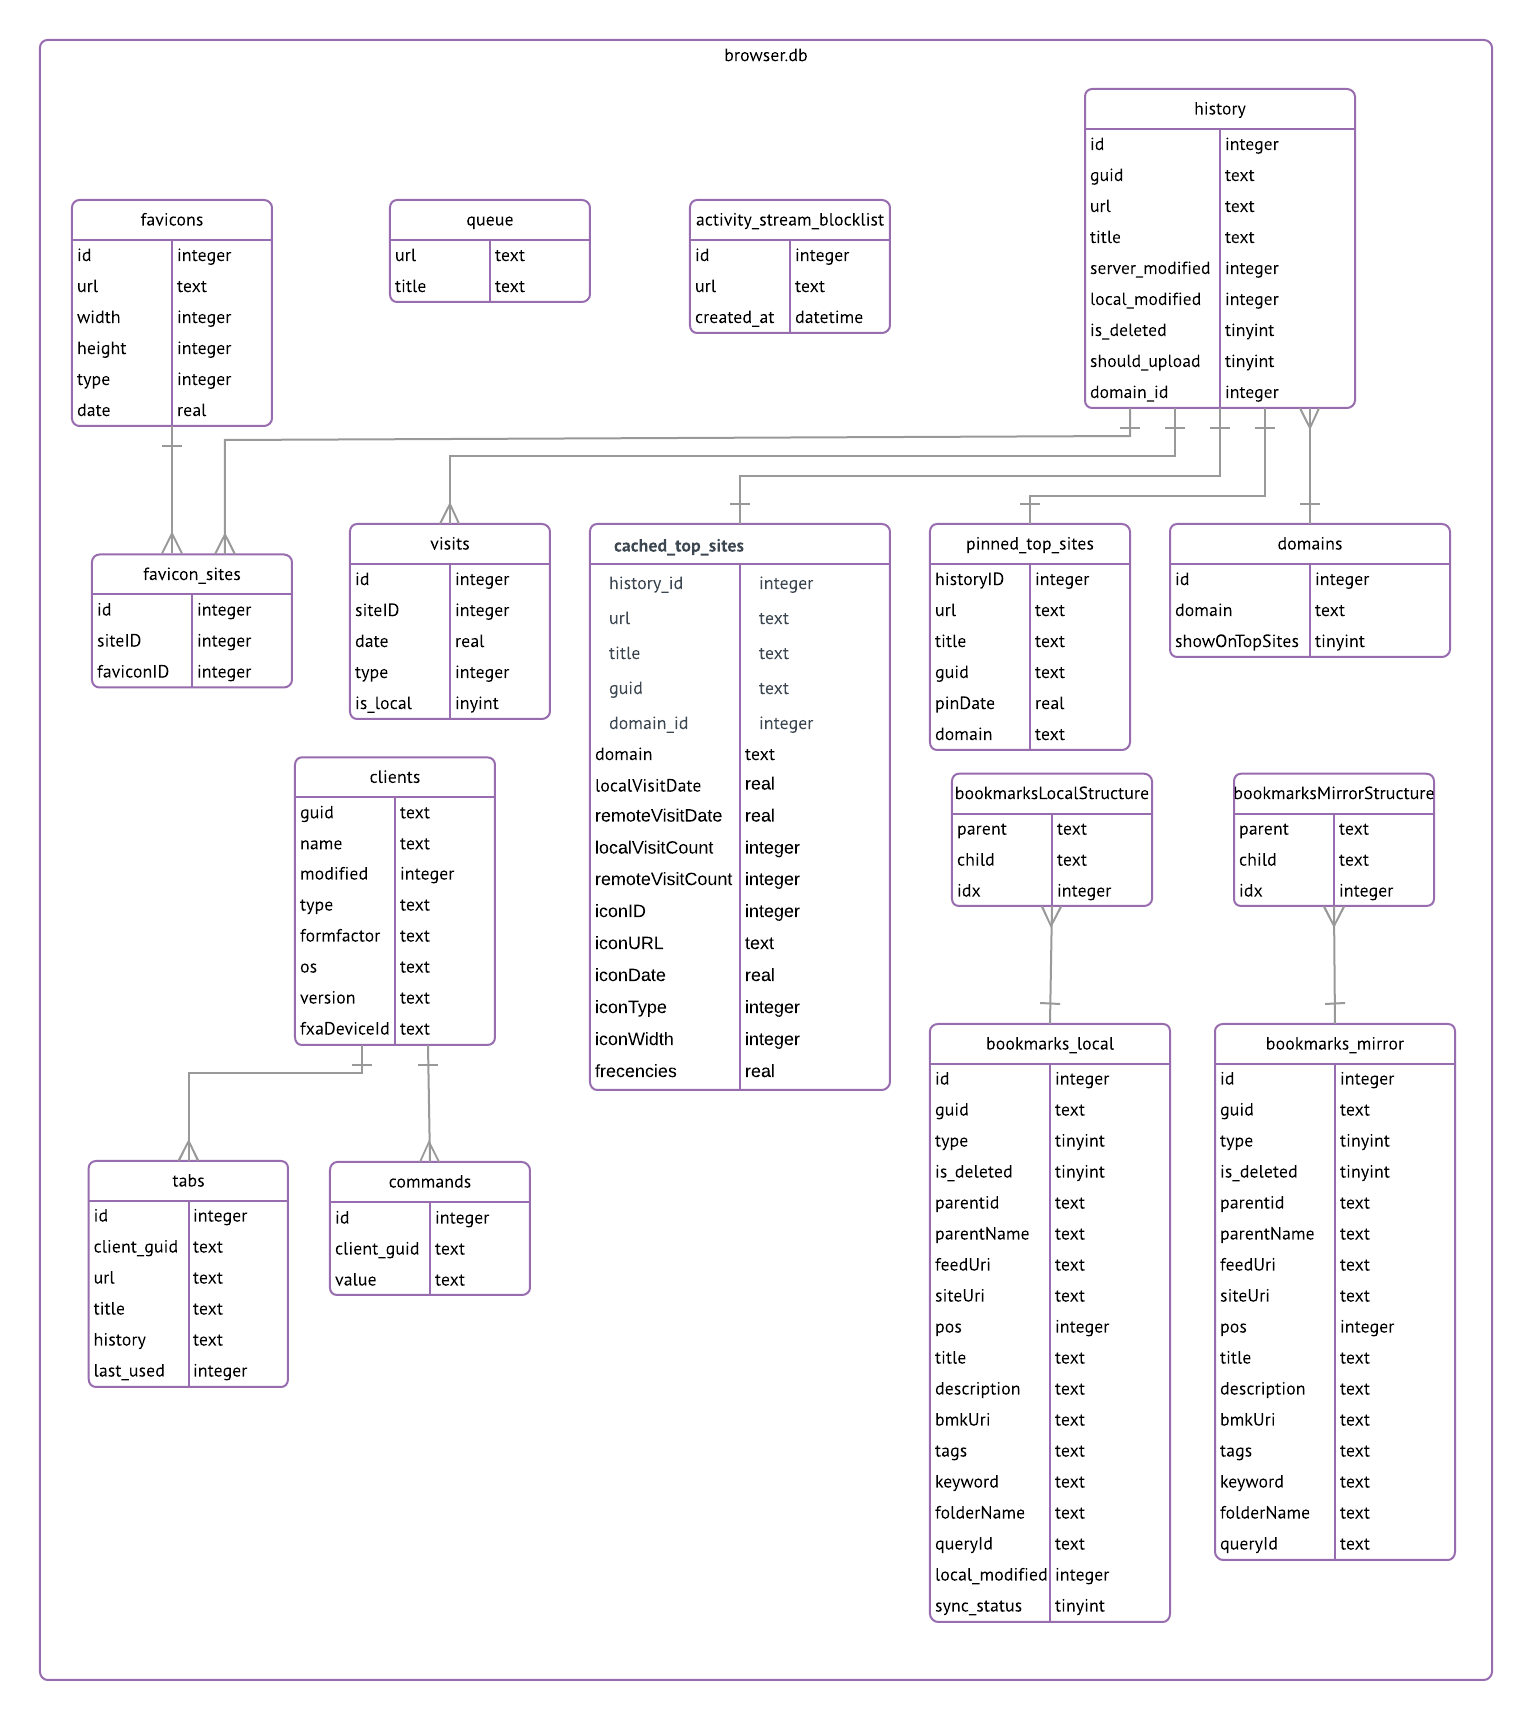 browser.db
history
id integer
guid text
url text
title text
server_modified integer
local_modified integer
is_deleted tinyint
should_upload tinyint
domain_id integer
favicons
id integer
url text
width integer
height integer
type integer
date real
queue
url text
title text
activity_stream_blocklist
id integer
url text
created_at datetime
favicon_sites
id integer
siteID integer
faviconID integer
visits
id integer
siteID integer
date real
type integer
is_local inyint
cached_top_sites
history_id integer
url text
title text
guid text
domain_id integer
domain text
localVisitDate real
remoteVisitDate real
localVisitCount integer
remoteVisitCount integer
iconID integer
iconURL text
iconDate real
iconType integer
iconWidth integer
frecencies real
pinned_top_sites
historyID integer
url text
title text
guid text
pinDate real
domain text
domains
id integer
domain text
showOnTopSites tinyint
clients
guid text
name text
modified integer
type text
formfactor text
os text
version text
fxaDeviceId text
bookmarksLocalStructure
parent text
child text
idx integer
bookmarksMirrorStructure
parent text
child text
idx integer
tabs
id integer
client_guid text
url text
title text
history text
last_used integer
commands
id integer
client_guid text
value text
bookmarks_local
id integer
guid text
type tinyint
is_deleted tinyint
parentid text
parentName text
feedUri text
siteUri text
pos integer
title text
description text
bmkUri text
tags text
keyword text
folderName text
queryId text
local_modified integer
sync_status tinyint
bookmarks_mirror
id integer
guid text
type tinyint
is_deleted tinyint
parentid text
parentName text
feedUri text
siteUri text
pos integer
title text
description text
bmkUri text
tags text
keyword text
folderName text
queryId text